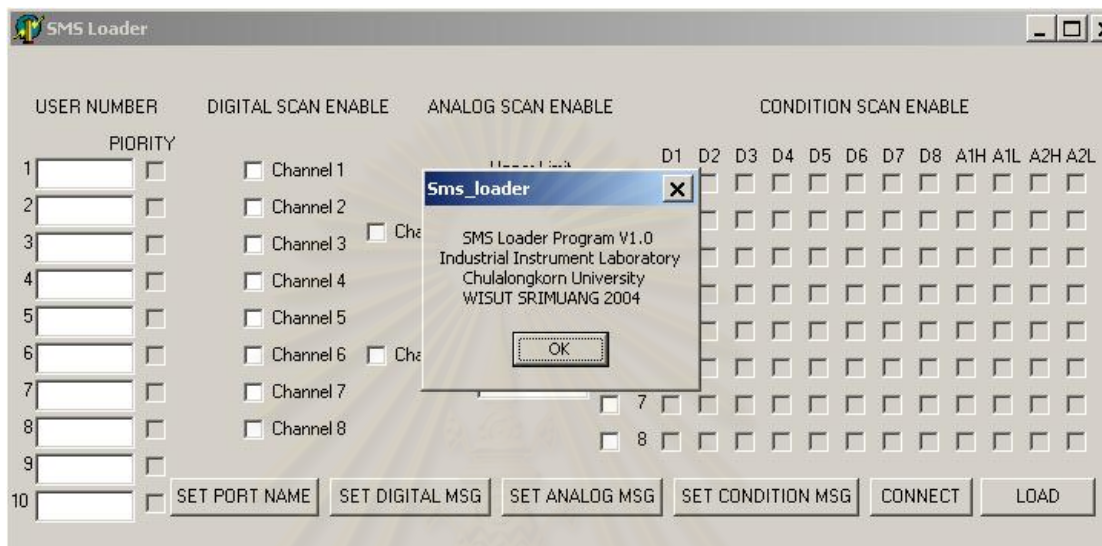 SMS Loader
USER NUMBER DIGITAL SCAN ENABLE ANALOG SCAN ENABLE CONDITION SCAN ENABLE
PIORITY
D1 D2 D3 D4 D5 D6 D7 D8 A1H A1L A2H A2L
1 Channel 1
2 Channel 2
3 Channel 3
4 Channel 4
5 Channel 5
6 Channel 6
7 Channel 7 7
8 Channel 8 8
9
10
Sms_loader
SMS Loader Program V1.0
Industrial Instrument Laboratory
Chulalongkorn University
WISUT SRIMUANG 2004
OK
SET PORT NAME SET DIGITAL MSG SET ANALOG MSG SET CONDITION MSG CONNECT LOAD